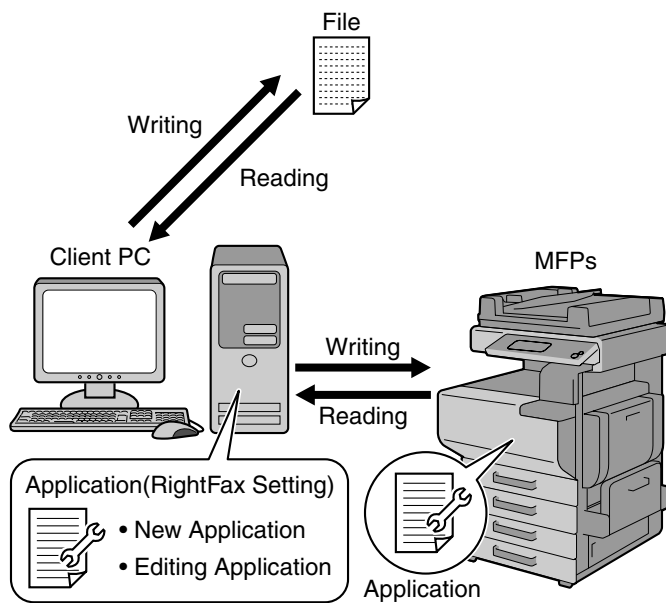 File
Writing
Reading
Client PC
MFPs
Writing
Reading
Application(RightFax Setting)
• New Application
• Editing Application
Application